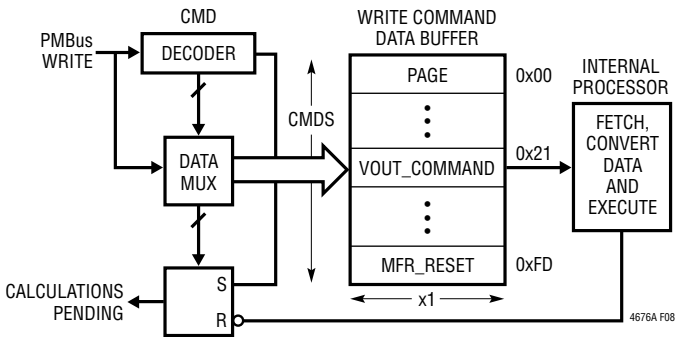 CMD
PMBus
WRITE
DECODER
DATA
MUX
S
R
CALCULATIONS
PENDING
CMDS
WRITE COMMAND
DATA BUFFER
PAGE
0x00
VOUT_COMMAND
0x21
MFR_RESET
0xFD
x1
INTERNAL
PROCESSOR
FETCH,
CONVERT
DATA
AND
EXECUTE
4676A F08